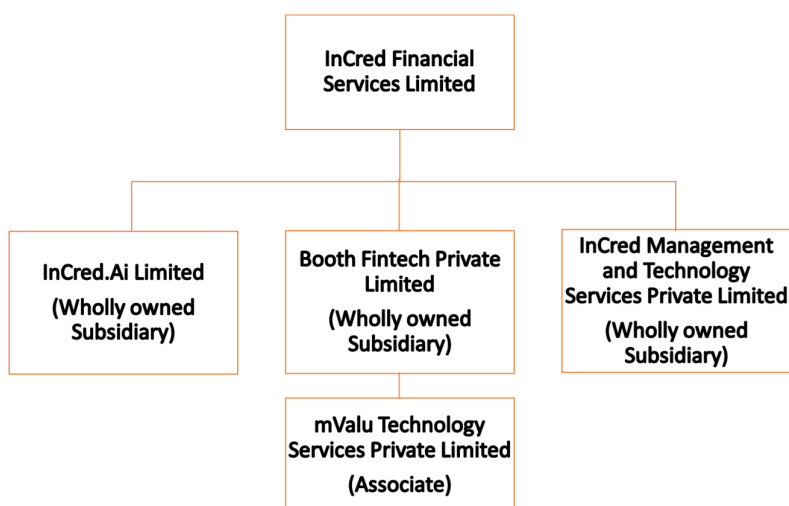 InCred Financial
Services Limited
InCred.Ai Limited
(Wholly owned
Subsidiary)
Booth Fintech Private
Limited
(Wholly owned
Subsidiary)
InCred Management
and Technology
Services Private Limited
(Wholly owned
Subsidiary)
mValu Technology
Services Private Limited
(Associate)